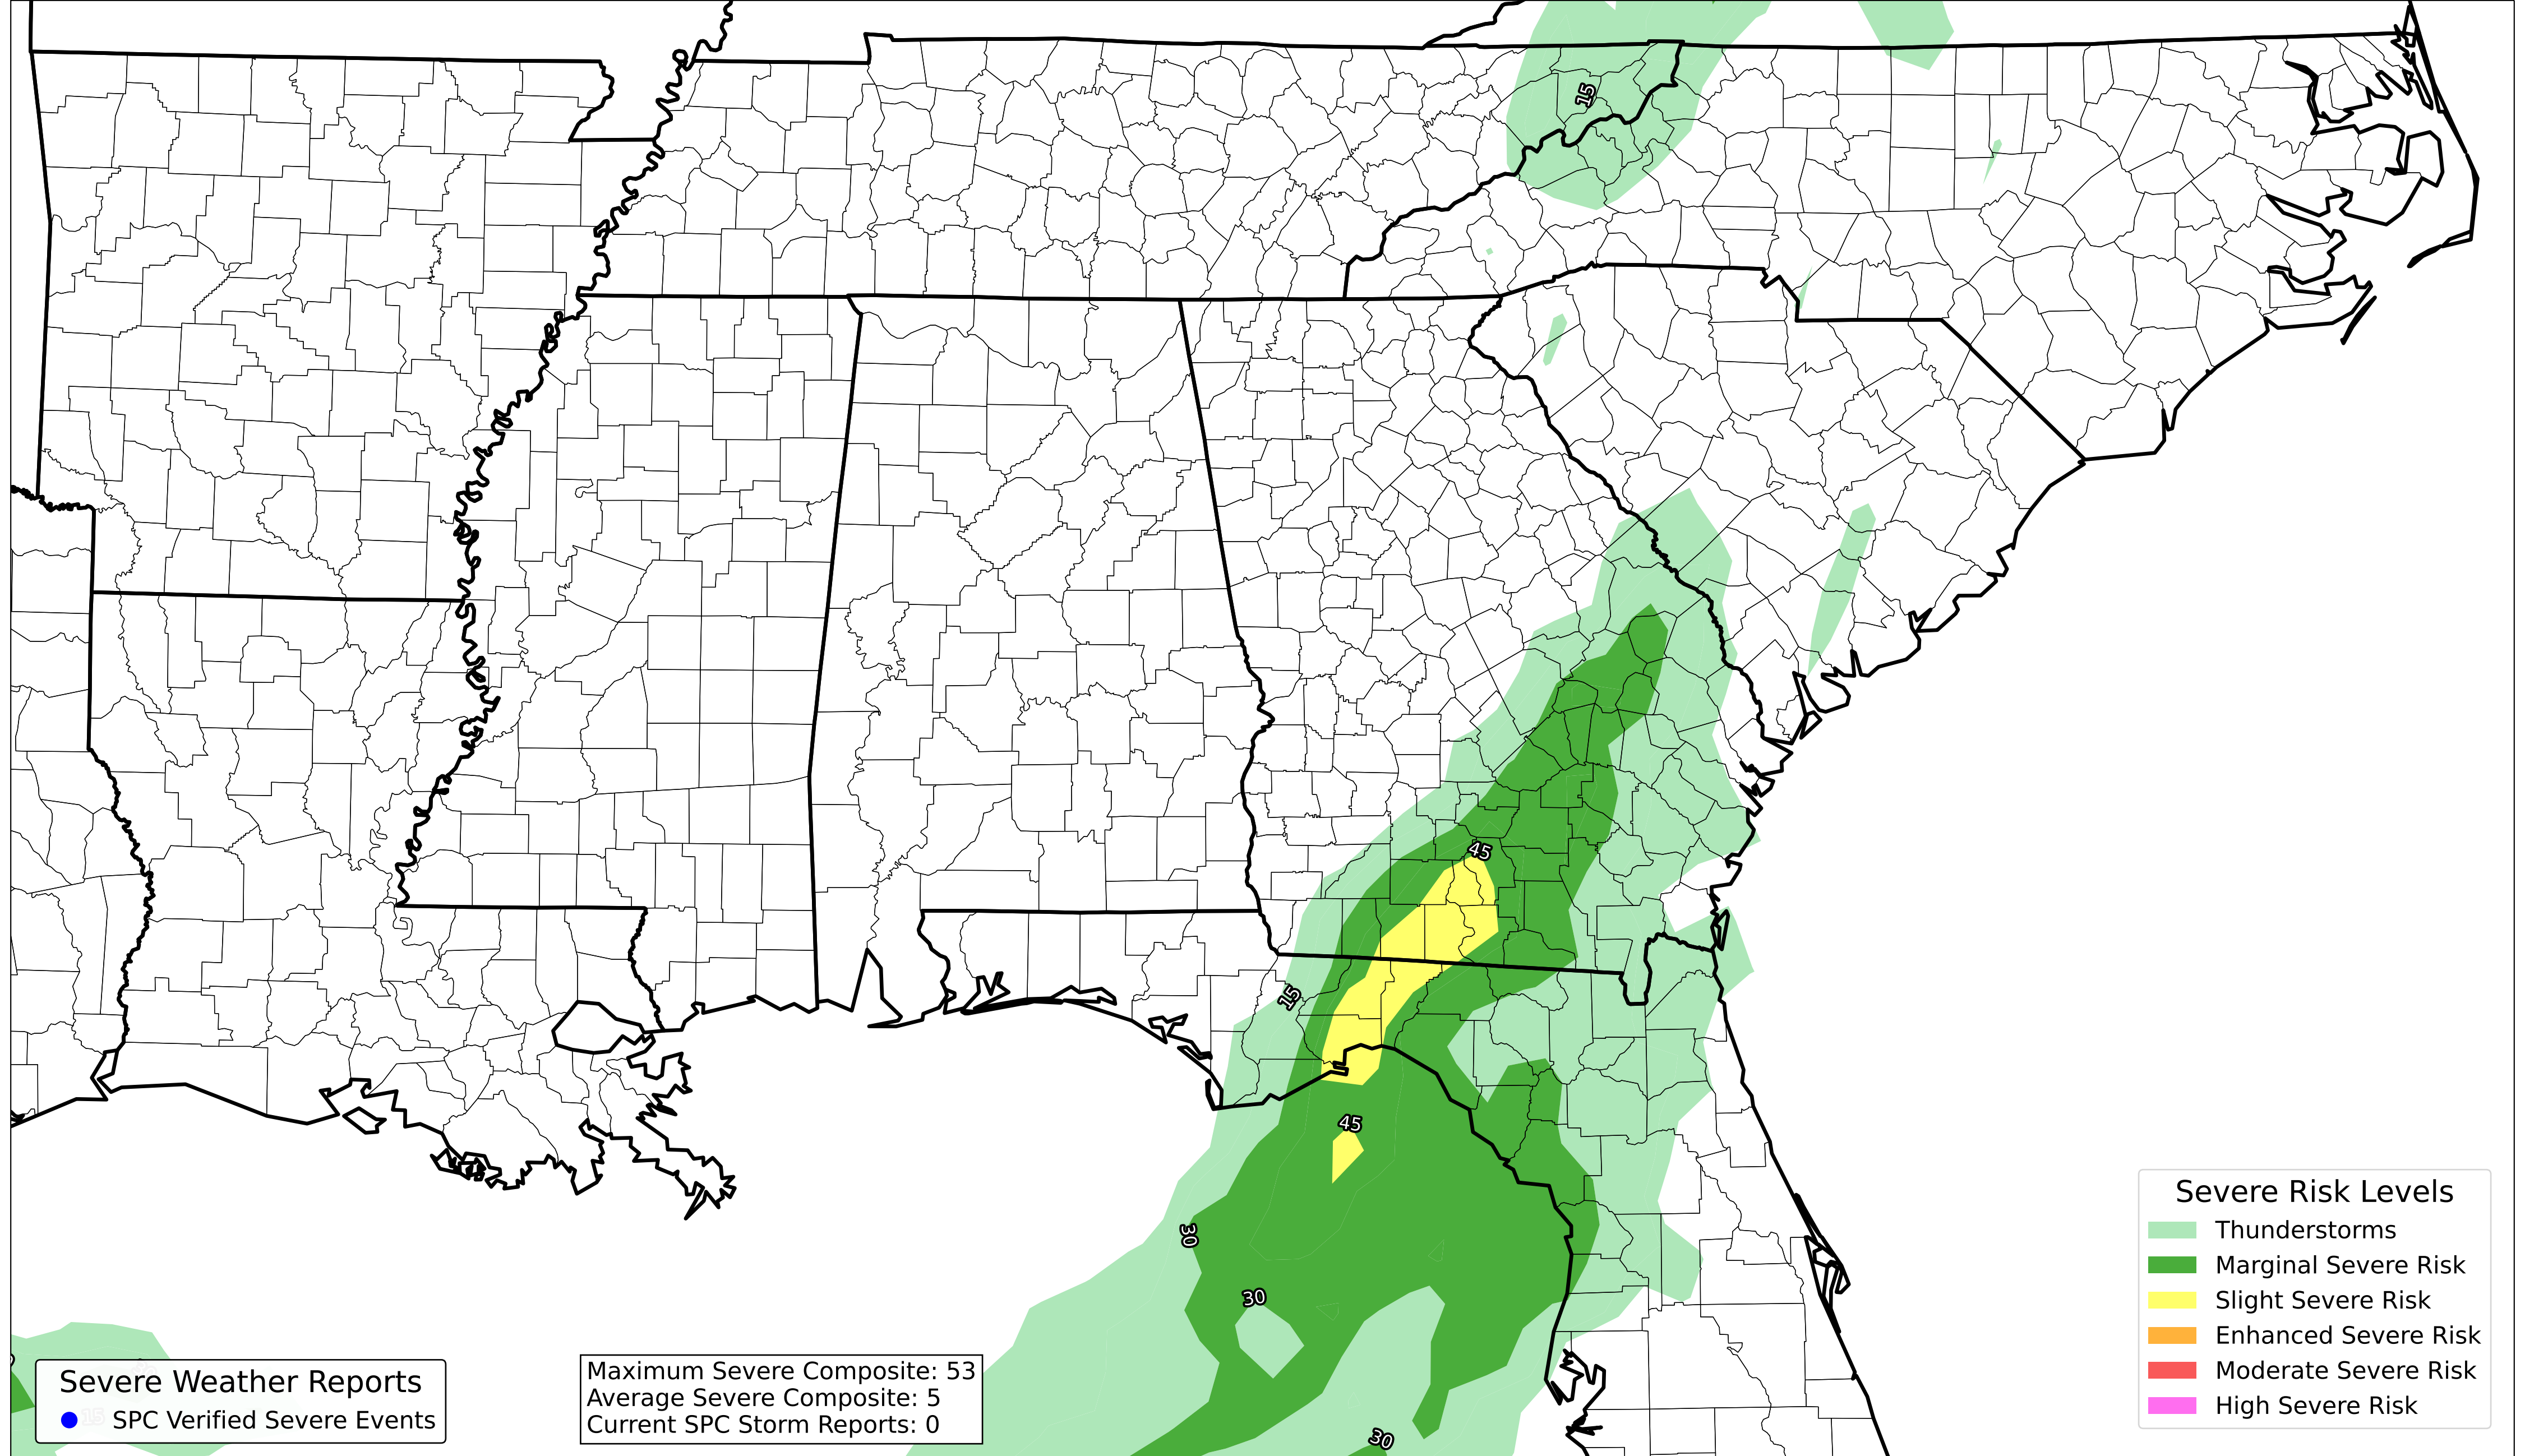 15
45
15
45
30
30
30
15
Severe Weather Reports
SPC Verified Severe Events
Maximum Severe Composite: 53
Average Severe Composite: 5
Current SPC Storm Reports: 0
Severe Risk Levels
Thunderstorms
Marginal Severe Risk
Slight Severe Risk
Enhanced Severe Risk
Moderate Severe Risk
High Severe Risk